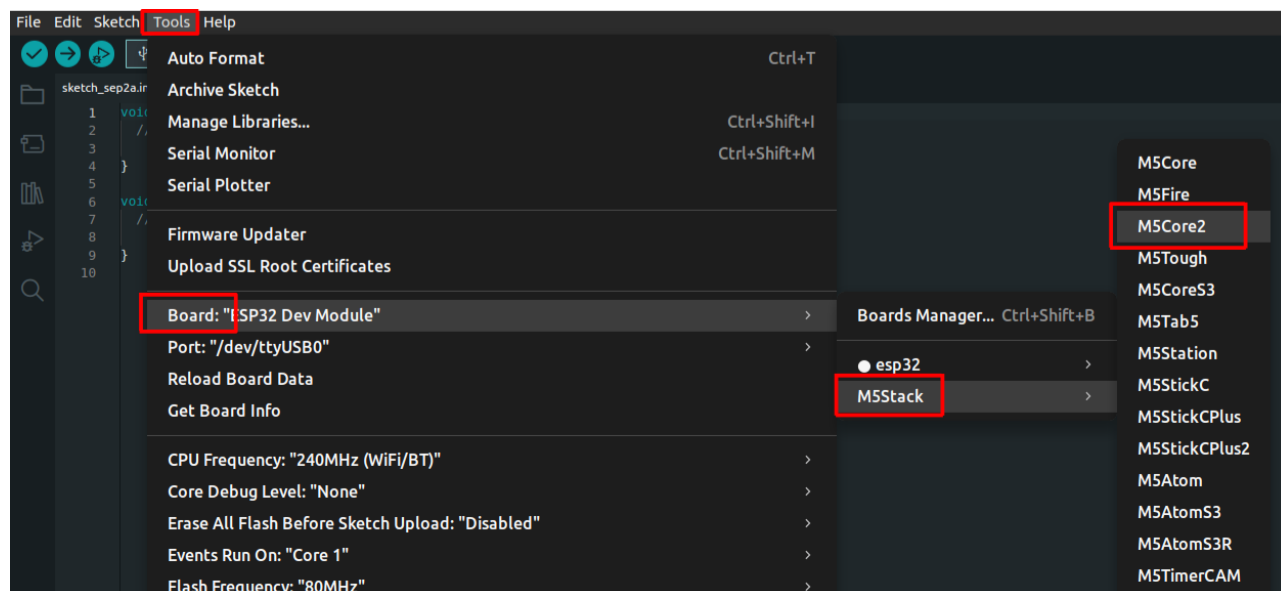 File Edit Sketch Tools Help
sketch_sep2a.in
1 voi
2 //
3
4 }
5
6 voi
7 //
8
9 }
10
Auto Format Ctrl+T
Archive Sketch
Manage Libraries... Ctrl+Shift+I
Serial Monitor Ctrl+Shift+M
Serial Plotter
Firmware Updater
Upload SSL Root Certificates
Board: "ESP32 Dev Module"
Port: "/dev/ttyUSB0"
Reload Board Data
Get Board Info
CPU Frequency: "240MHz (WiFi/BT)"
Core Debug Level: "None"
Erase All Flash Before Sketch Upload: "Disabled"
Events Run On: "Core 1"
Flash Frequency: "80MHz"
Boards Manager... Ctrl+Shift+B
esp32
M5Stack
M5Core
M5Fire
M5Core2
M5Tough
M5CoreS3
M5Tab5
M5Station
M5StickC
M5StickCPlus
M5StickCPlus2
M5Atom
M5AtomS3
M5AtomS3R
M5TimerCAM